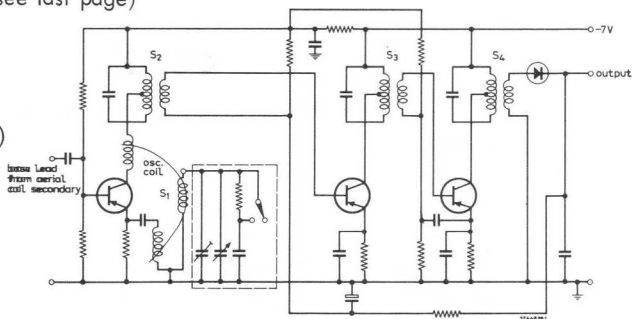 see last page)
-7V
S2
S3
S4
output
)
osc.
coil
base Lead
from aerial
coil secondary
S1